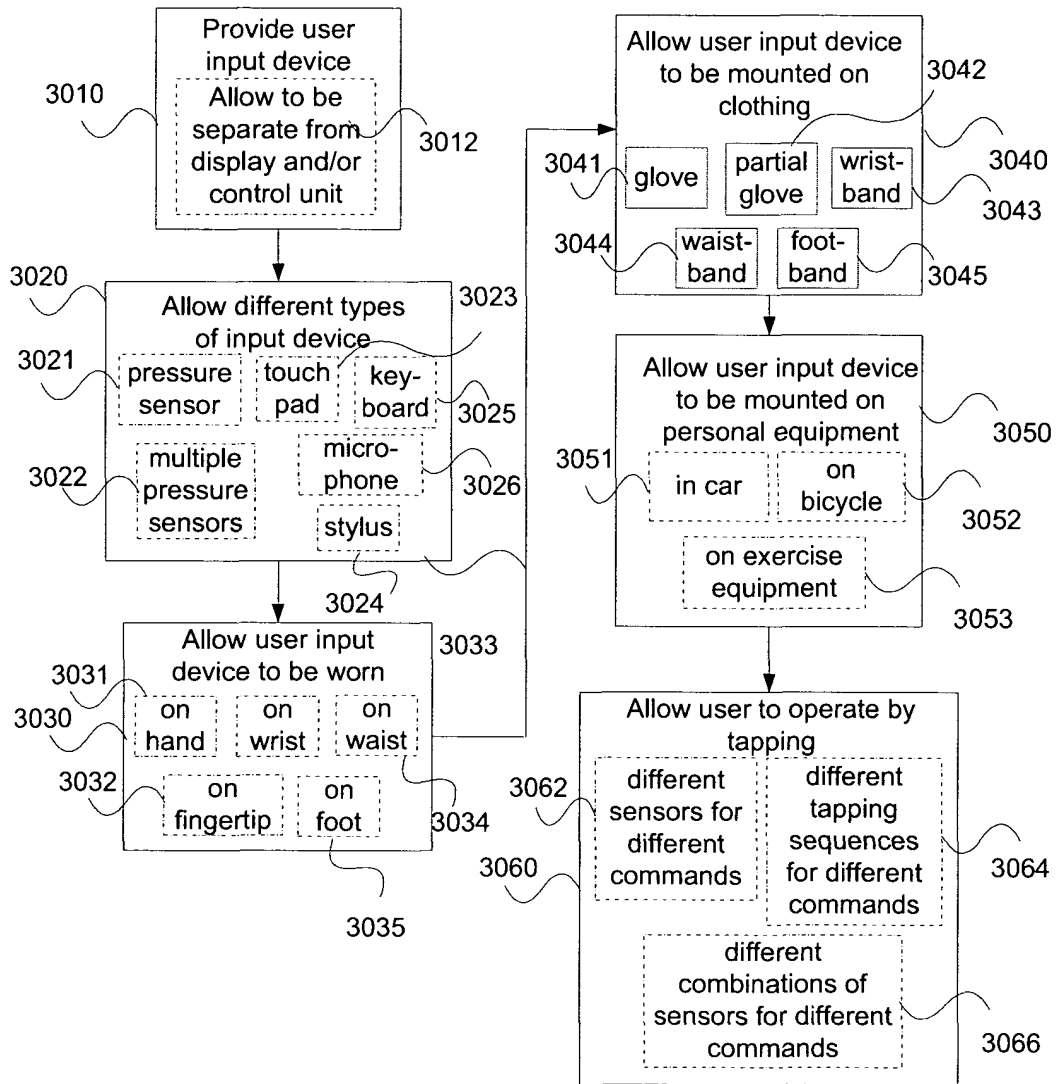 Provide user
input device
3010
Allow to be
separate from
display and/or
control unit
3012
3020
Allow different types
of input device
3023
3021
pressure
sensor
touch
pad
key-
board
3025
3022
multiple
pressure
sensors
micro-
phone
3026
stylus
3024
Allow user input
device to be worn
3033
3031
3030
on
hand
on
wrist
on
waist
3032
on
fingertip
on
foot
3034
3035
Allow user input device
to be mounted on
clothing
3042
3040
3041
glove
partial
glove
wrist-
band
3043
3044
waist-
band
foot-
band
3045
Allow user input device
to be mounted on
personal equipment
3050
3051
in car
on
bicycle
3052
on exercise
equipment
3053
Allow user to operate by
tapping
3062
different
sensors for
different
commands
different
tapping
sequences
for different
commands
3064
3060
different
combinations of
sensors for different
commands
3066